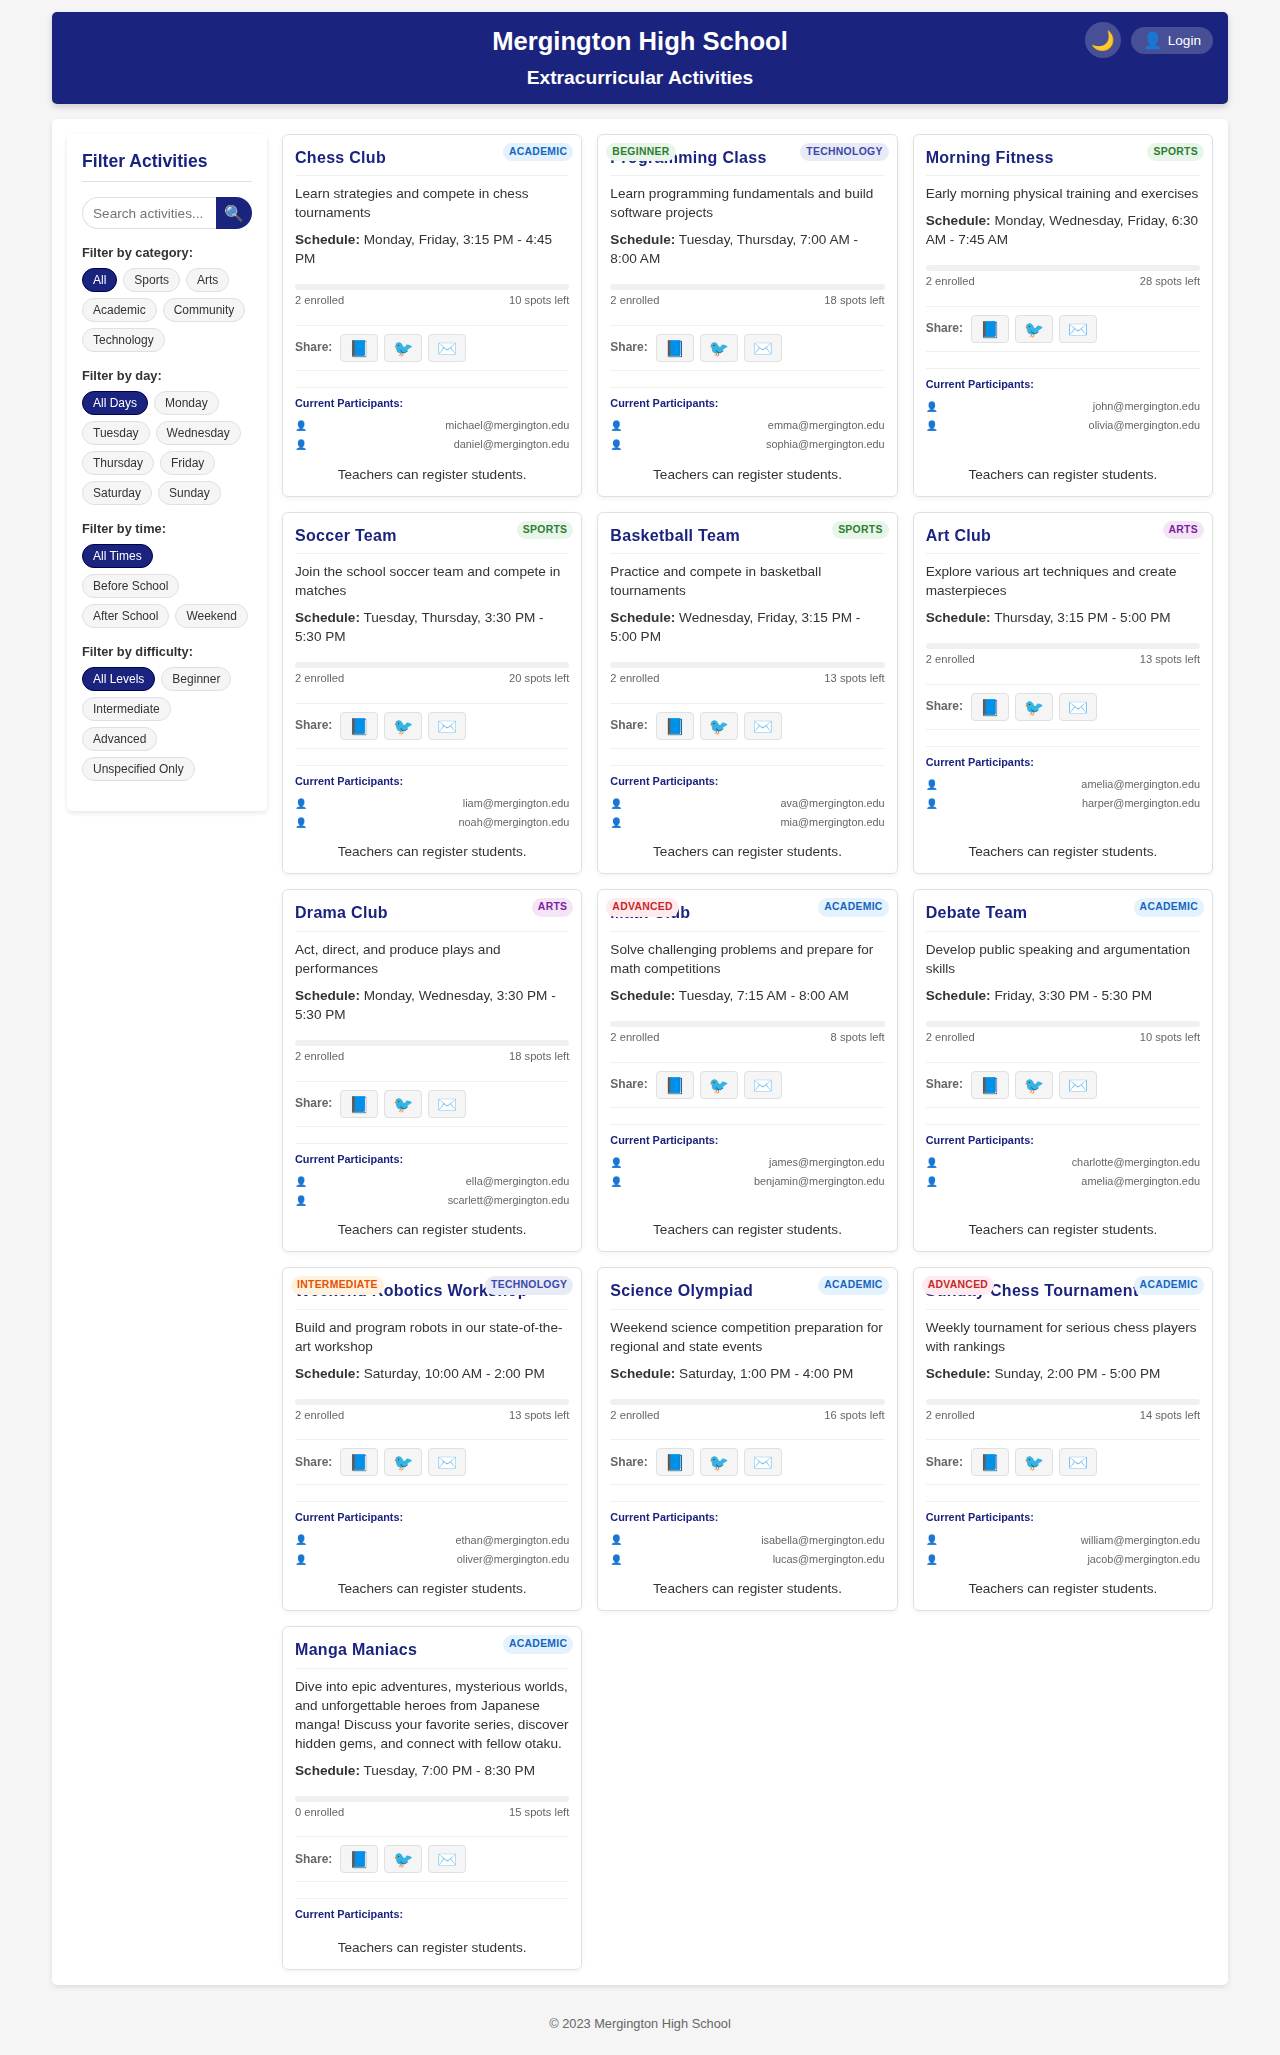 Mergington High School
Extracurricular Activities
Login
Filter Activities
Search activities...
Filter by category:
All
Sports
Arts
Academic
Community
Technology
Filter by day:
All Days
Monday
Tuesday
Wednesday
Thursday
Friday
Saturday
Sunday
Filter by time:
All Times
Before School
After School
Weekend
Filter by difficulty:
All Levels
Beginner
Intermediate
Advanced
Unspecified Only
Chess Club
ACADEMIC
Learn strategies and compete in chess
tournaments
Schedule: Monday, Friday, 3:15 PM - 4:45
PM
2 enrolled
10 spots left
Share:
Current Participants:
michael@mergington.edu
daniel@mergington.edu
Teachers can register students.
BEGINNER
Programming Class
TECHNOLOGY
Learn programming fundamentals and build
software projects
Schedule: Tuesday, Thursday, 7:00 AM -
8:00 AM
2 enrolled
18 spots left
Share:
Current Participants:
emma@mergington.edu
sophia@mergington.edu
Teachers can register students.
Morning Fitness
SPORTS
Early morning physical training and exercises
Schedule: Monday, Wednesday, Friday, 6:30
AM - 7:45 AM
2 enrolled
28 spots left
Share:
Current Participants:
john@mergington.edu
olivia@mergington.edu
Teachers can register students.
Soccer Team
SPORTS
Join the school soccer team and compete in
matches
Schedule: Tuesday, Thursday, 3:30 PM -
5:30 PM
2 enrolled
20 spots left
Share:
Current Participants:
liam@mergington.edu
noah@mergington.edu
Teachers can register students.
Basketball Team
SPORTS
Practice and compete in basketball
tournaments
Schedule: Wednesday, Friday, 3:15 PM -
5:00 PM
2 enrolled
13 spots left
Share:
Current Participants:
ava@mergington.edu
mia@mergington.edu
Teachers can register students.
Art Club
ARTS
Explore various art techniques and create
masterpieces
Schedule: Thursday, 3:15 PM - 5:00 PM
2 enrolled
13 spots left
Share:
Current Participants:
amelia@mergington.edu
harper@mergington.edu
Teachers can register students.
Drama Club
ARTS
Act, direct, and produce plays and
performances
Schedule: Monday, Wednesday, 3:30 PM -
5:30 PM
2 enrolled
18 spots left
Share:
Current Participants:
ella@mergington.edu
scarlett@mergington.edu
Teachers can register students.
ADVANCED
Math Club
ACADEMIC
Solve challenging problems and prepare for
math competitions
Schedule: Tuesday, 7:15 AM - 8:00 AM
2 enrolled
8 spots left
Share:
Current Participants:
james@mergington.edu
benjamin@mergington.edu
Teachers can register students.
Debate Team
ACADEMIC
Develop public speaking and argumentation
skills
Schedule: Friday, 3:30 PM - 5:30 PM
2 enrolled
10 spots left
Share:
Current Participants:
charlotte@mergington.edu
amelia@mergington.edu
Teachers can register students.
INTERMEDIATE
Weekend Robotics Workshop
TECHNOLOGY
Build and program robots in our state-of-the-
art workshop
Schedule: Saturday, 10:00 AM - 2:00 PM
2 enrolled
13 spots left
Share:
Current Participants:
ethan@mergington.edu
oliver@mergington.edu
Teachers can register students.
Science Olympiad
ACADEMIC
Weekend science competition preparation for
regional and state events
Schedule: Saturday, 1:00 PM - 4:00 PM
2 enrolled
16 spots left
Share:
Current Participants:
isabella@mergington.edu
lucas@mergington.edu
Teachers can register students.
ADVANCED
Sunday Chess Tournament
ACADEMIC
Weekly tournament for serious chess players
with rankings
Schedule: Sunday, 2:00 PM - 5:00 PM
2 enrolled
14 spots left
Share:
Current Participants:
william@mergington.edu
jacob@mergington.edu
Teachers can register students.
Manga Maniacs
ACADEMIC
Dive into epic adventures, mysterious worlds,
and unforgettable heroes from Japanese
manga! Discuss your favorite series, discover
hidden gems, and connect with fellow otaku.
Schedule: Tuesday, 7:00 PM - 8:30 PM
0 enrolled
15 spots left
Share:
Current Participants:
Teachers can register students.
© 2023 Mergington High School